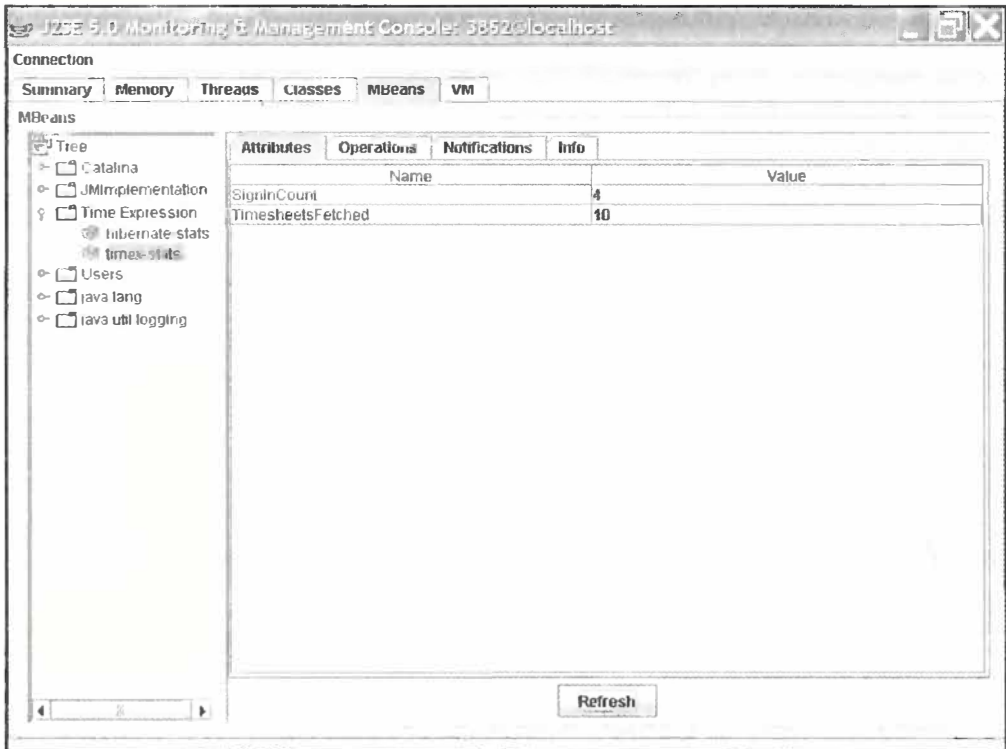 J2SE 5.0 Monitoring & Management Console: 3852@localhost
Connection
Summary Memory Threads Classes MBeans VM
MBeans
Tree
Catalina
JMImplementation
Time Expression
hibernate-stats
timex-stats
Users
java lang
java util logging
Attributes Operations Notifications Info
Name Value
SignInCount 4
TimesheetsFetched 10
Refresh